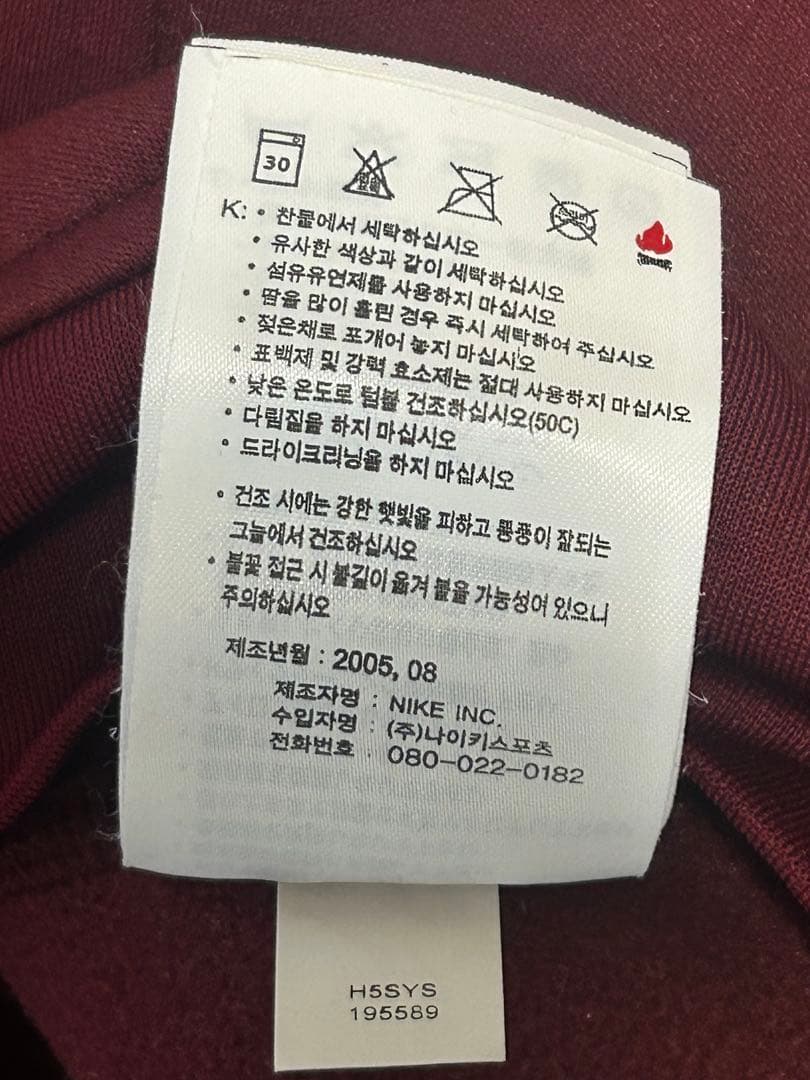 30
K: • 찬물에서 세탁하십시오
• 유사한 색상과 같이 세탁하십시오
• 섬유유연제를 사용하지 마십시오
• 땀을 많이 흘린 경우 즉시 세탁하여 주십시오
• 젖은채로 포개어 놓지 마십시오
• 표백제 및 강력 효소제는 절대 사용하지 마십시오
• 낮은 온도로 텀블 건조하십시오(50C)
• 다림질을 하지 마십시오
• 드라이크리닝을 하지 마십시오
• 건조 시에는 강한 햇빛을 피하고 통풍이 잘되는
그늘에서 건조하십시오
• 불꽃 접근 시 불길이 옮겨 붙을 가능성여 있으니
주의하십시오
제조년월 : 2005, 08
제조자명 : NIKE INC.
수입자명 : (주)나이키스포츠
전화번호 : 080-022-0182
H5SYS
195589